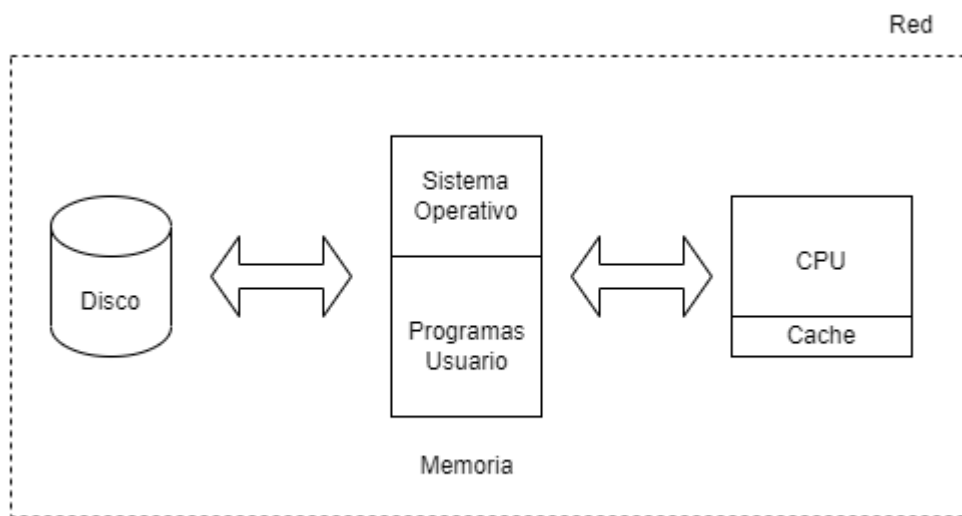 Red
Sistema
Operativo
Disco
Programas
Usuario
CPU
Cache
Memoria